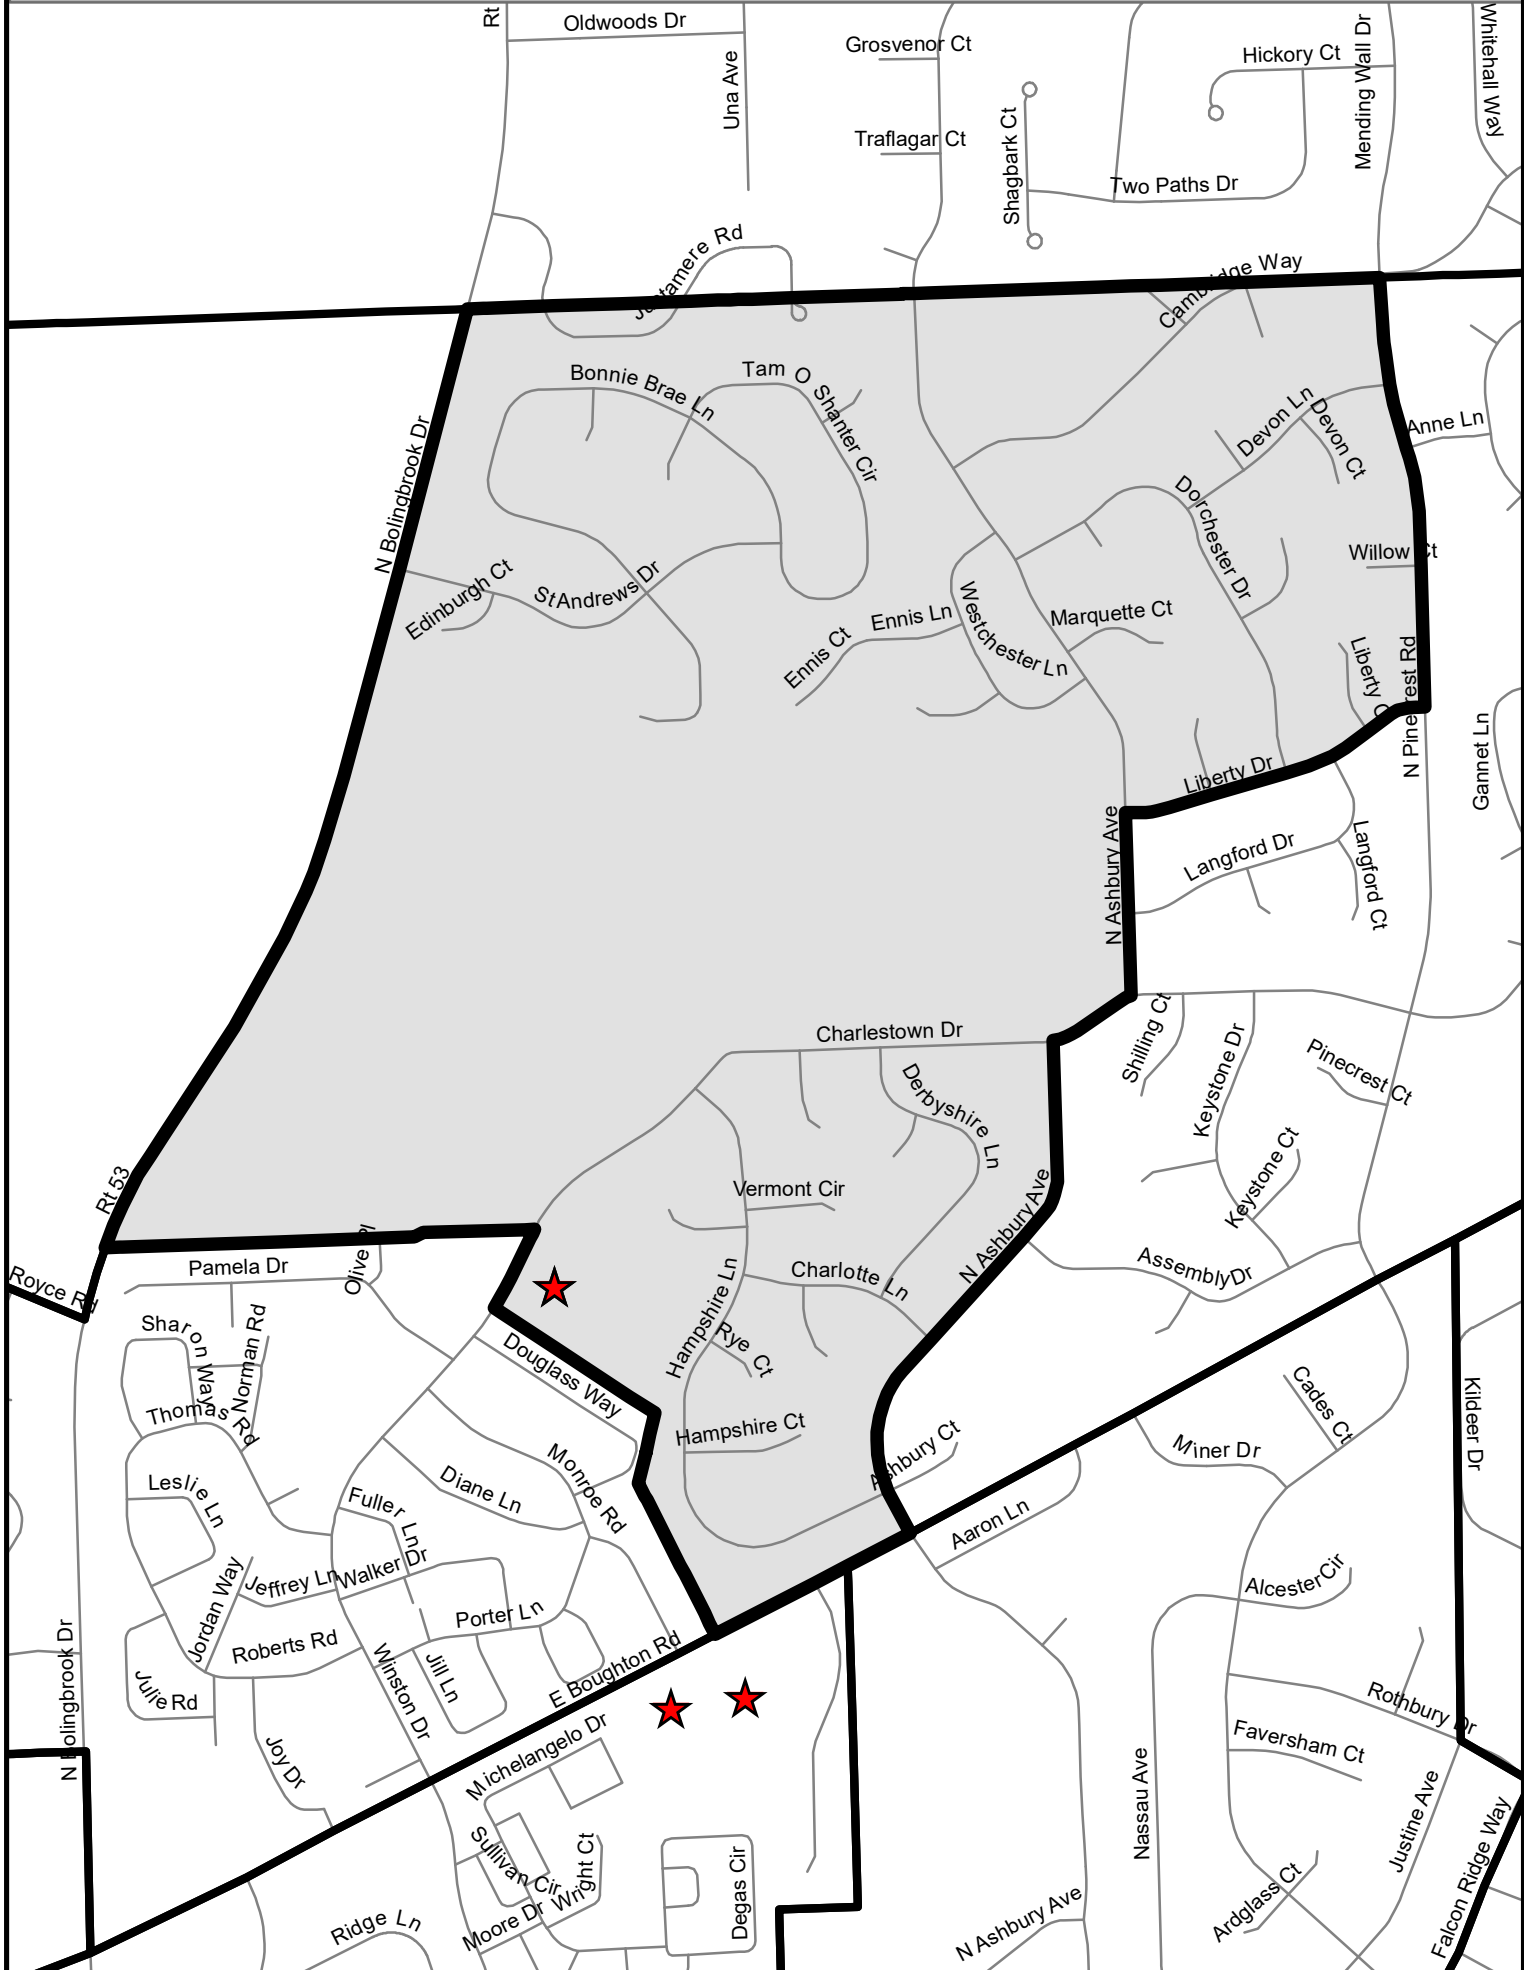 Rt
Oldwoods Dr
Una Ave
Grosvenor Ct
Traflagar Ct
Shagbark Ct
Hickory Ct
Two Paths Dr
Mending Wall Dr
Whitehall Way
Justamere Rd
Cambridge Way
N Bolingbrook Dr
Bonnie Brae Ln
Tam O Shanter Cir
Devon Ln
Devon Ct
Anne Ln
Dorchester Dr
Willow Ct
Edinburgh Ct
StAndrews Dr
Ennis Ln
Ennis Ct
Westchester Ln
Marquette Ct
Liberty Ct
N Pinecrest Rd
Gannet Ln
Liberty Dr
N Ashbury Ave
Langford Dr
Langford Ct
Charlestown Dr
Derbyshire Ln
Shilling Ct
Keystone Dr
Pinecrest Ct
Keystone Ct
Rt 53
Vermont Cir
N Ashbury Ave
Olive Pl
Pamela Dr
Royce Rd
Charlotte Ln
Assembly Dr
Sharon Way
Norman Rd
Hampshire Ln
Rye Ct
Douglass Way
Thomas Rd
Hampshire Ct
Ashbury Ct
Cades Ct
Kildeer Dr
Miner Dr
Leslie Ln
Fuller Ln
Diane Ln
Monroe Rd
Aaron Ln
Jordan Way
Jeffrey Ln
Walker Dr
Alcester Cir
Porter Ln
Roberts Rd
Winston Dr
Jill Ln
E Boughton Rd
Julie Rd
N Bolingbrook Dr
Joy Dr
Michelangelo Dr
Rothbury Dr
Faversham Ct
Nassau Ave
Justine Ave
Falcon Ridge Way
Sullivan Cir
Wright Ct
Degas Cir
Ardglass Ct
Ridge Ln
Moore Dr
N Ashbury Ave